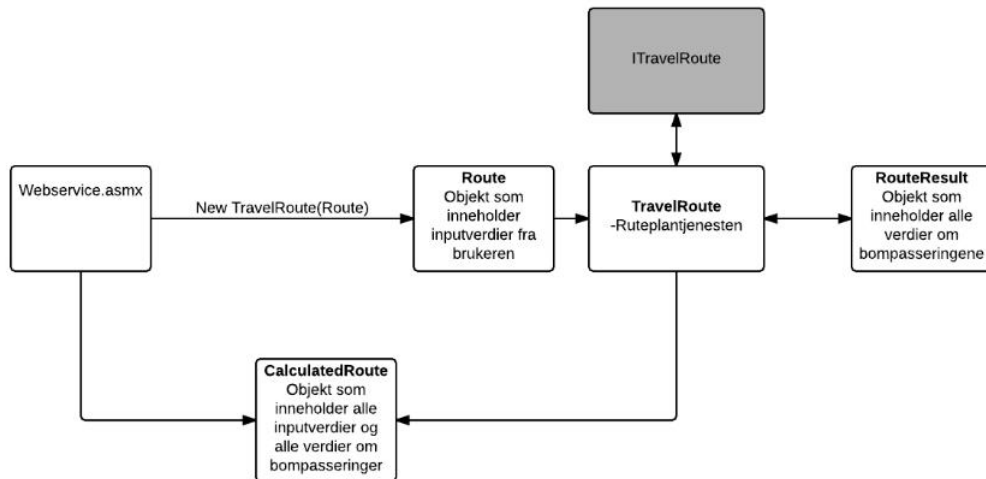 ITravelRoute
Webservice.asmx
New TravelRoute(Route)
Route
Objekt som
inneholder
inputverdier fra
brukeren
TravelRoute
-Ruteplantjenesten
RouteResult
Objekt som
inneholder alle
verdier om
bompasseringene
CalculatedRoute
Objekt som
inneholder alle
inputverdier og
alle verdier om
bompasseringer